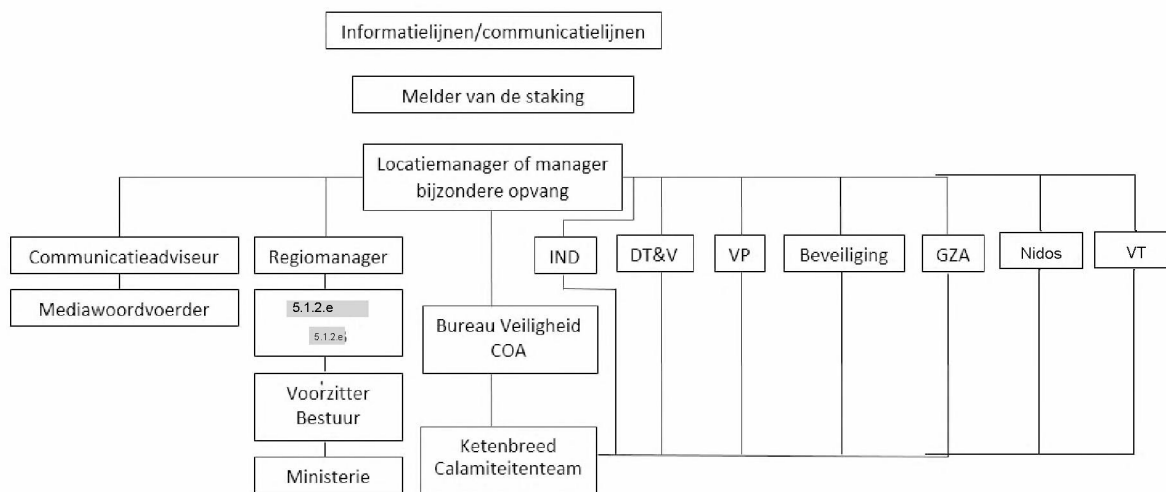 Informatielijnen/communicatielijnen
Melder van de staking
Locatiemanager of manager
bijzondere opvang
Communicatieadviseur
Regiomanager
IND
DT&V
VP
Beveiliging
GZA
Nidos
VT
Mediawoordvoerder
5.1.2.e
5.1.2.e
Bureau Veiligheid
COA
Voorzitter
Bestuur
Ketenbreed
Calamiteitenteam
Ministerie